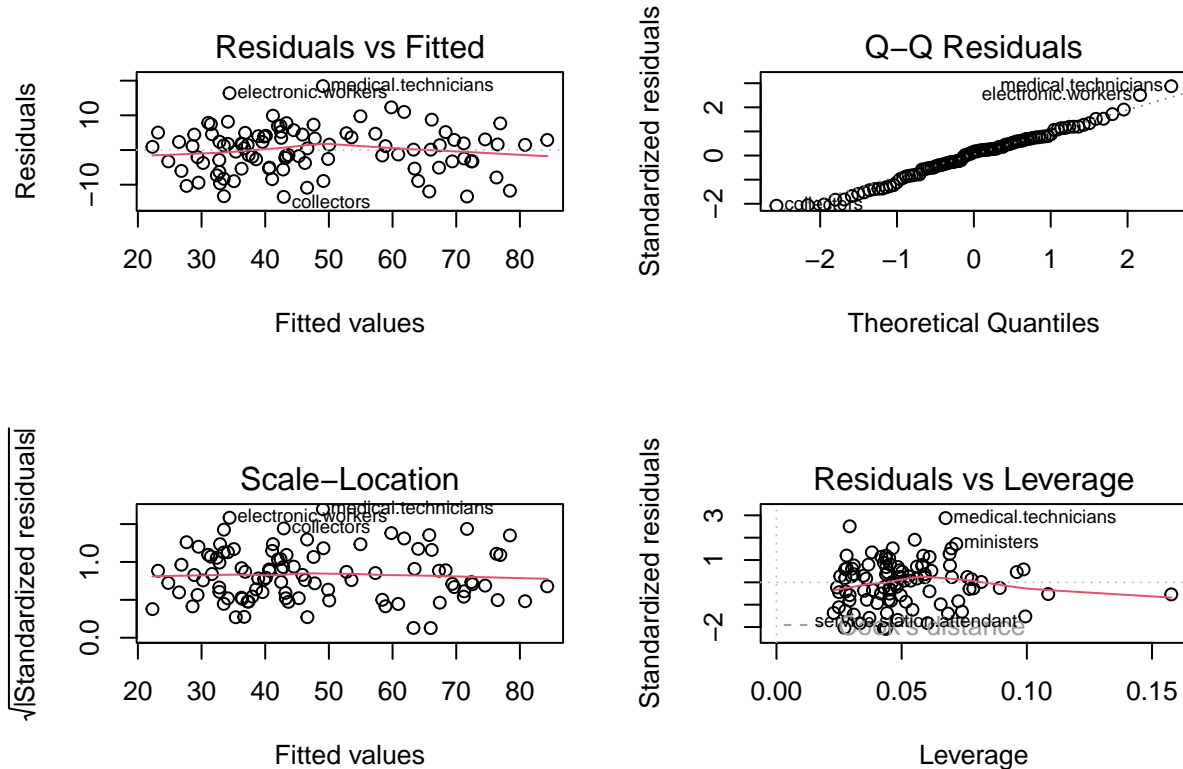 Residuals vs Fitted
Residuals
−10
10
20 30 40 50 60 70 80
Fitted values
medical.technicians
electronic.workers
collectors
Q−Q Residuals
Standardized residuals
−2
0
2
−2 −1 0 1 2
Theoretical Quantiles
medical.technicians
electronic.workers
collectors
Scale−Location
√|Standardized residuals|
0.0
1.0
20 30 40 50 60 70 80
Fitted values
medical.technicians
electronic.workers
collectors
Residuals vs Leverage
Standardized residuals
−2
1
3
0.00 0.05 0.10 0.15
Leverage
medical.technicians
ministers
service.station.attendant
Cook's distance